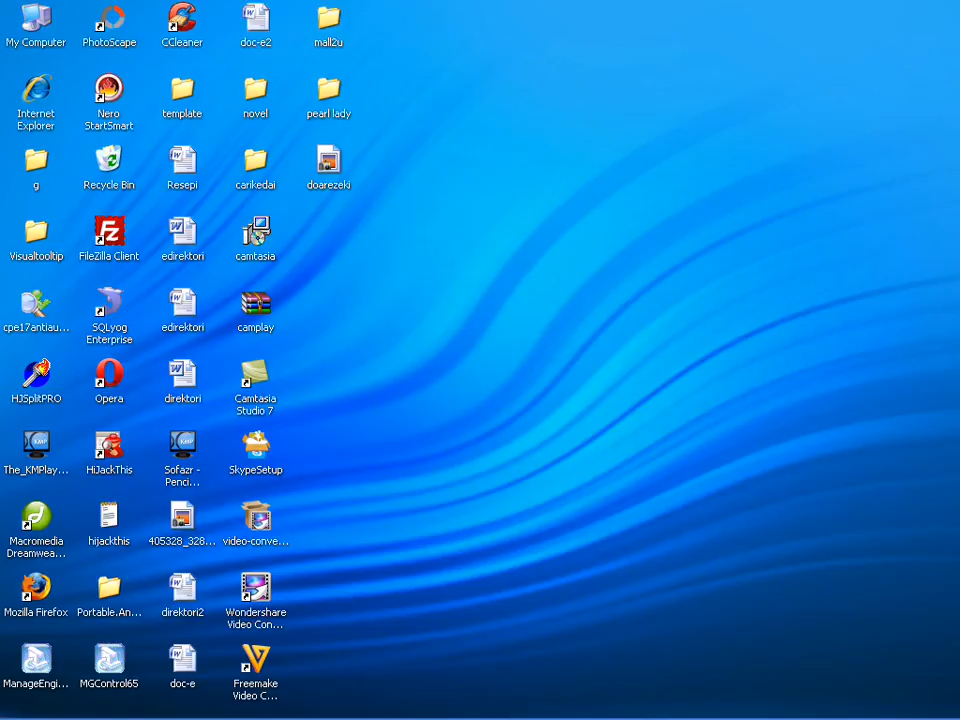 My Computer
PhotoScape
CCleaner
doc-e2
mall2u
Internet
Explorer
Nero
StartSmart
template
novel
pearl lady
g
Recycle Bin
Resepi
carikedai
doarezeki
Visualtooltip
FileZilla Client
edirektori
camtasia
cpe17antiau...
SQLyog
Enterprise
edirektori
camplay
HJSplitPRO
Opera
direktori
Camtasia
Studio 7
The_KMPlay...
HiJackThis
Sofazr -
Penci...
SkypeSetup
Macromedia
Dreamwea...
hijackthis
405328_328...
video-conve...
Mozilla Firefox
Portable.An...
direktori2
Wondershare
Video Con...
ManageEngi...
MGControl65
doc-e
Freemake
Video C...